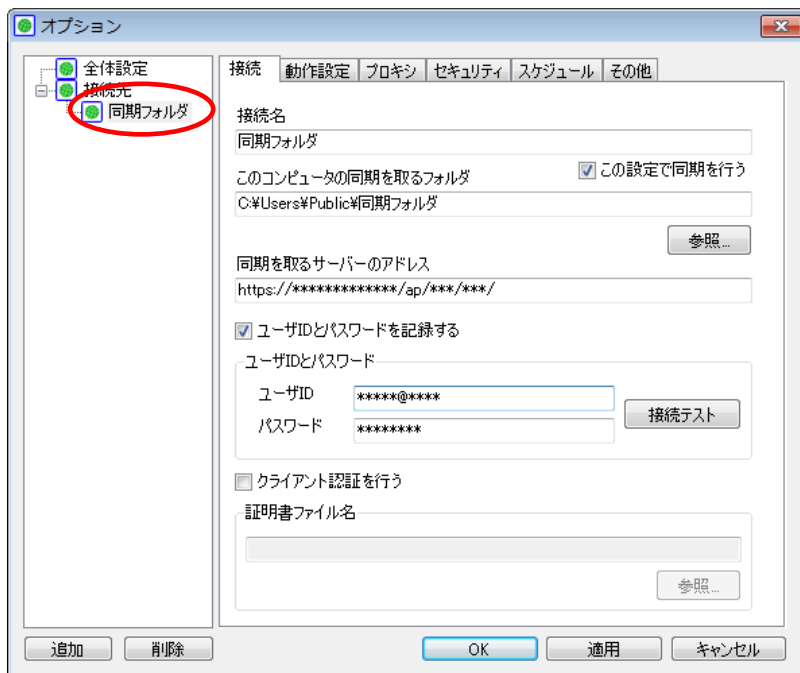 オプション
全体設定
接続先
同期フォルダ
接続 動作設定 プロキシ セキュリティ スケジュール その他
接続名
同期フォルダ
このコンピュータの同期を取るフォルダ
この設定で同期を行う
C:¥Users¥Public¥同期フォルダ
参照...
同期を取るサーバーのアドレス
https://*************/ap/***/***/
ユーザIDとパスワードを記録する
ユーザIDとパスワード
ユーザID
*****@****
パスワード
********
接続テスト
クライアント認証を行う
証明書ファイル名
参照...
追加 削除 OK 適用 キャンセル